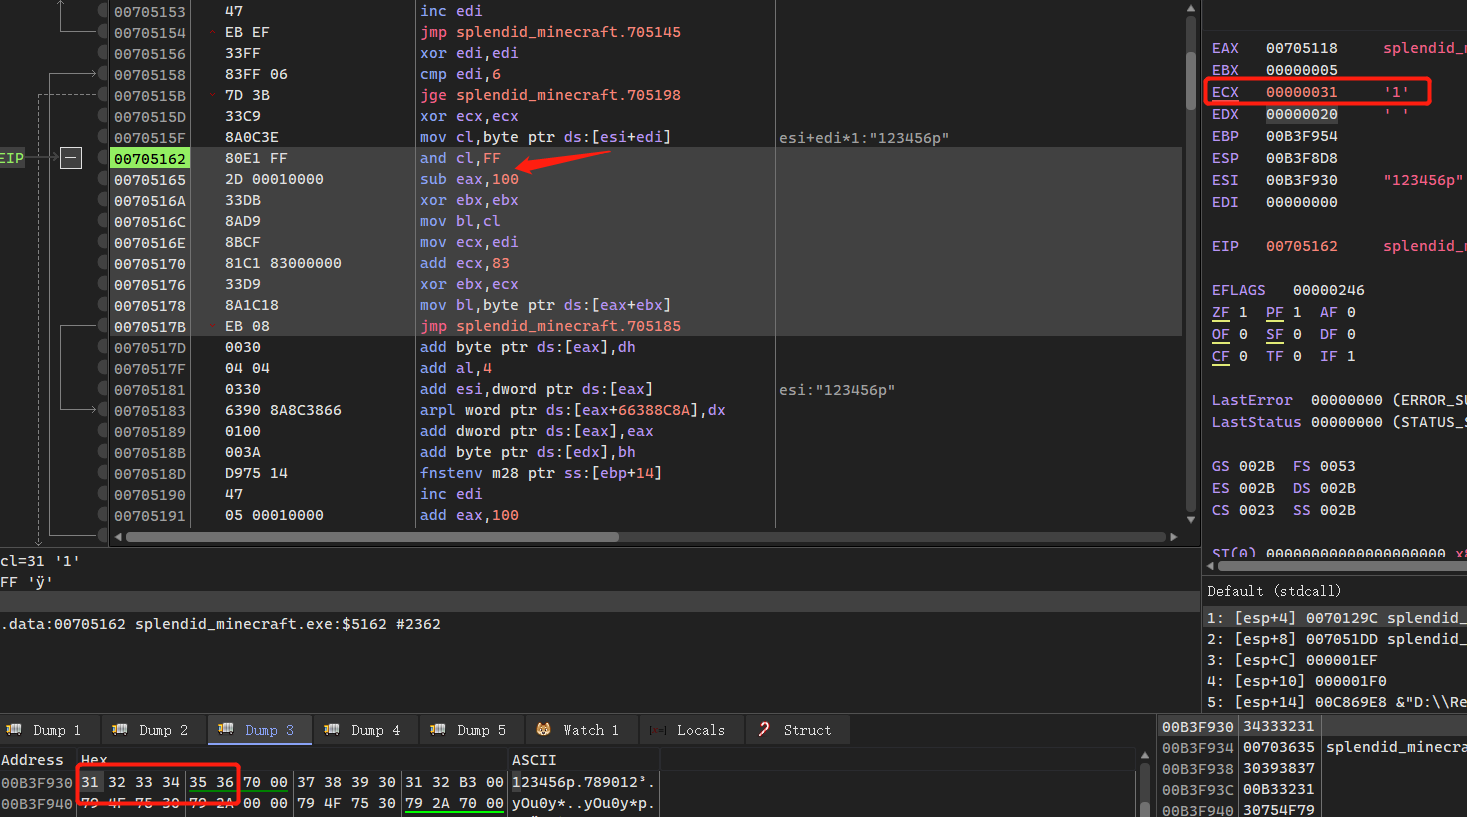 00705153 47 inc edi
00705154 EB EF jmp splendid_minecraft.705145
00705156 33FF xor edi,edi
00705158 83FF 06 cmp edi,6
0070515B 7D 3B jge splendid_minecraft.705198
0070515D 33C9 xor ecx,ecx
0070515F 8A0C3E mov cl,byte ptr ds:[esi+edi] esi+edi*1:"123456p"
EIP 00705162 80E1 FF and cl,FF
00705165 2D 00010000 sub eax,100
0070516A 33DB xor ebx,ebx
0070516C 8AD9 mov bl,cl
0070516E 8BCF mov ecx,edi
00705170 81C1 83000000 add ecx,83
00705176 33D9 xor ebx,ecx
00705178 8A1C18 mov bl,byte ptr ds:[eax+ebx]
0070517B EB 08 jmp splendid_minecraft.705185
0070517D 0030 add byte ptr ds:[eax],dh
0070517F 04 04 add al,4
00705181 0330 add esi,dword ptr ds:[eax] esi:"123456p"
00705183 6390 8A8C3866 arpl word ptr ds:[eax+66388C8A],dx
00705189 0100 add dword ptr ds:[eax],eax
0070518B 003A add byte ptr ds:[edx],bh
0070518D D975 14 fnstenv m28 ptr ss:[ebp+14]
00705190 47 inc edi
00705191 05 00010000 add eax,100
EAX 00705118 splendid_m
EBX 00000005
ECX 00000031 '1'
EDX 00000020 ' '
EBP 00B3F954
ESP 00B3F8D8
ESI 00B3F930 "123456p"
EDI 00000000
EIP 00705162 splendid_m
EFLAGS 00000246
ZF 1 PF 1 AF 0
OF 0 SF 0 DF 0
CF 0 TF 0 IF 1
LastError 00000000 (ERROR_SU
LastStatus 00000000 (STATUS_S
GS 002B FS 0053
ES 002B DS 002B
CS 0023 SS 002B
ST(0) 00000000000000000000 x8
cl=31 '1'
FF 'ÿ'
.data:00705162 splendid_minecraft.exe:$5162 #2362
Default (stdcall)
1: [esp+4] 0070129C splendid_
2: [esp+8] 007051DD splendid_
3: [esp+C] 000001EF
4: [esp+10] 000001F0
5: [esp+14] 00C869E8 &"D:\\Re
Dump 1 Dump 2 Dump 3 Dump 4 Dump 5 Watch 1 Locals Struct
Address Hex ASCII
00B3F930 31 32 33 34 35 36 70 00 37 38 39 30 31 32 B3 00 123456p.789012³.
00B3F940 79 4F 75 30 79 2A 00 00 79 4F 75 30 79 2A 70 00 yOu0y*..yOu0y*p.
00B3F930 34333231
00B3F934 00703635 splendid_minecra
00B3F938 30393837
00B3F93C 00B33231
00B3F940 30754F79